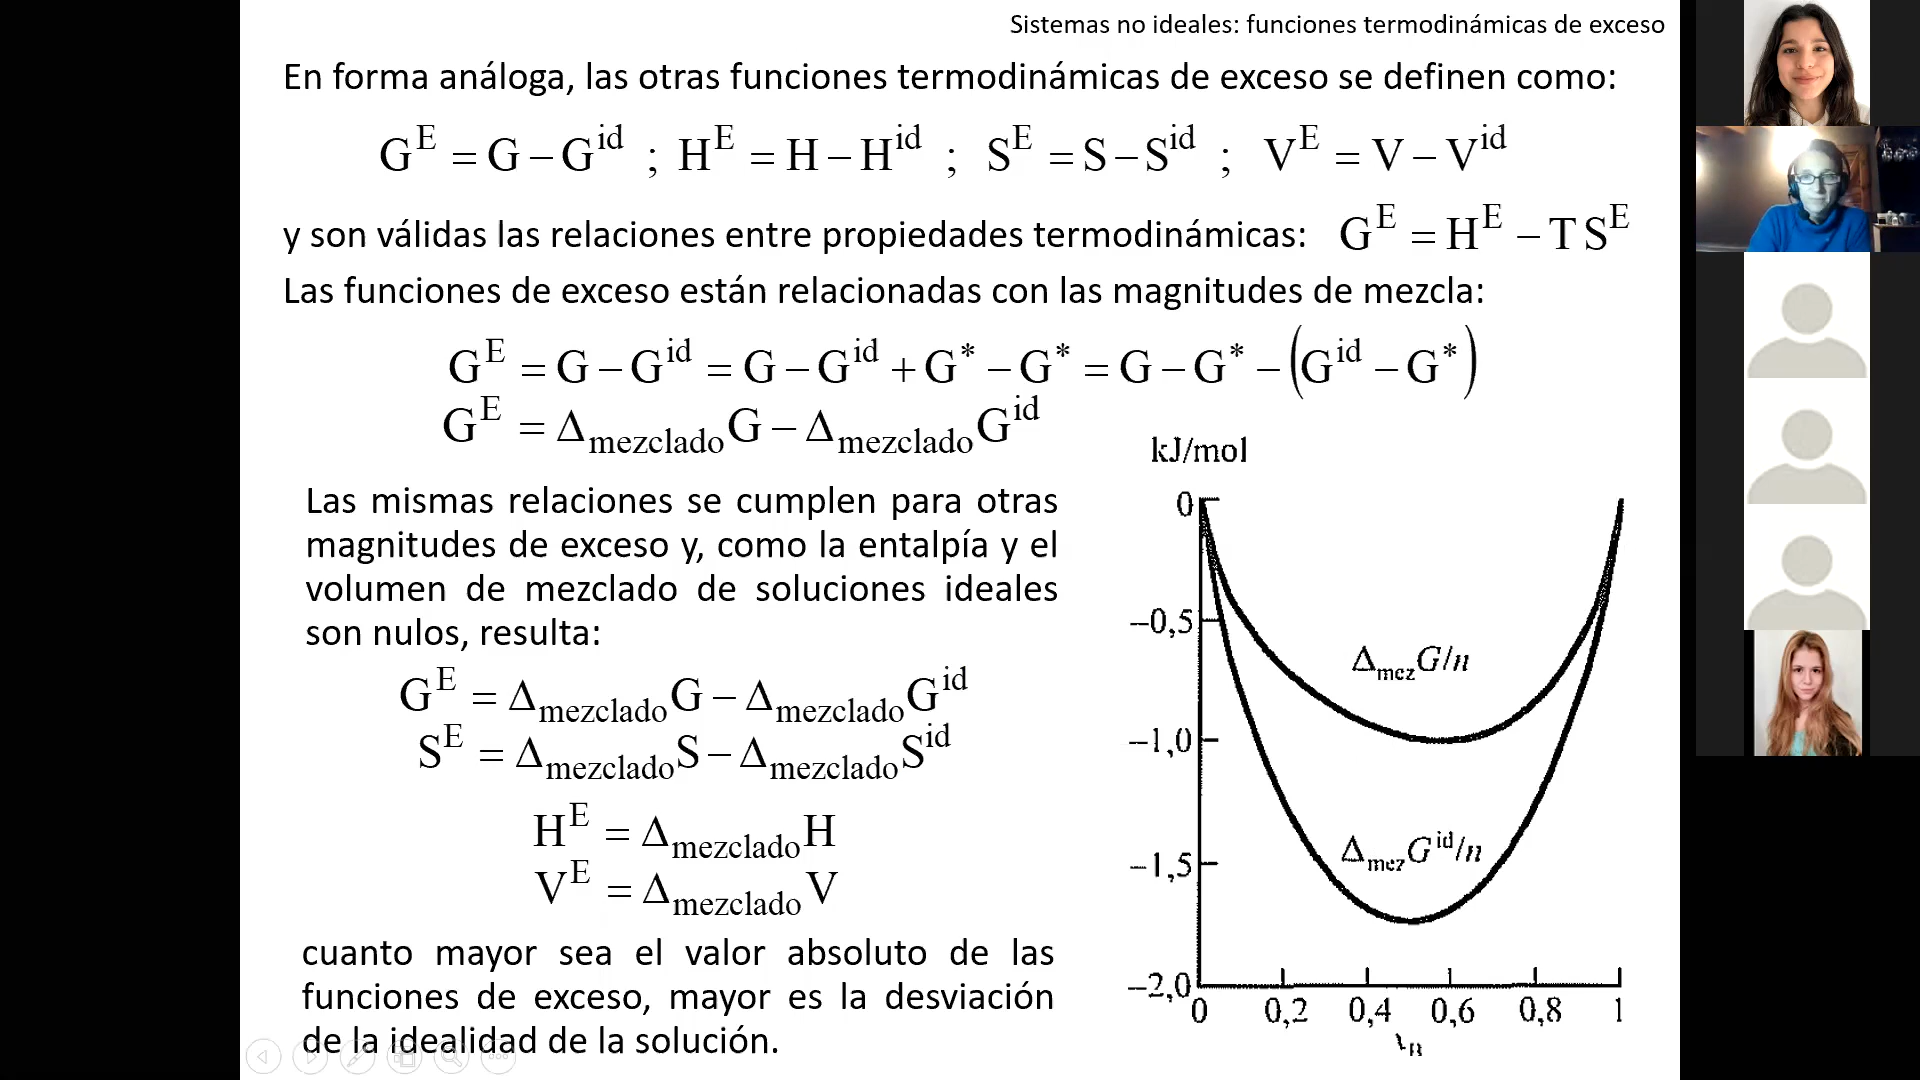 Sistemas no ideales: funciones termodinámicas de exceso
En forma análoga, las otras funciones termodinámicas de exceso se definen como:
G^E = G − G^id ; H^E = H − H^id ; S^E = S − S^id ; V^E = V − V^id
y son válidas las relaciones entre propiedades termodinámicas: G^E = H^E − T S^E
Las funciones de exceso están relacionadas con las magnitudes de mezcla:
G^E = G − G^id = G − G^id + G^* − G^* = G − G^* − (G^id − G^*)
G^E = Δ_mezclado G − Δ_mezclado G^id
Las mismas relaciones se cumplen para otras
magnitudes de exceso y, como la entalpía y el
volumen de mezclado de soluciones ideales
son nulos, resulta:
G^E = Δ_mezclado G − Δ_mezclado G^id
S^E = Δ_mezclado S − Δ_mezclado S^id
H^E = Δ_mezclado H
V^E = Δ_mezclado V
cuanto mayor sea el valor absoluto de las
funciones de exceso, mayor es la desviación
de la idealidad de la solución.
kJ/mol
0
−0,5
−1,0
−1,5
−2,0
Δ_mez G/n
Δ_mez G^id/n
0 0,2 0,4 0,6 0,8 1